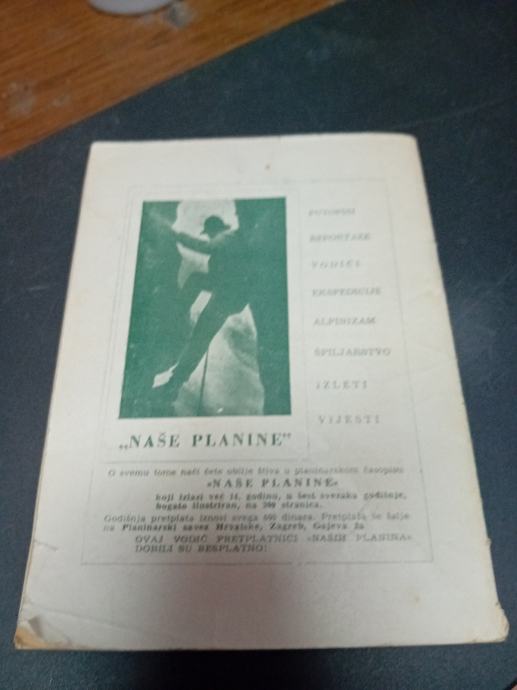 PUTOPISI
REPORTAŽE
VODIČI
EKSPEDICIJE
ALPINIZAM
ŠPILJARSTVO
IZLETI
VIJESTI
„NAŠE PLANINE"
O svemu tome naći ćete obilje štiva u planinarskom časopisu
»NAŠE PLANINE«
koji izlazi već 14. godinu, u šest svezaka godišnje,
bogato ilustriran, na 300 stranica.
Godišnja pretplata iznosi svega 600 dinara. Pretplata se šalje
na Planinarski savez Hrvatske, Zagreb, Gajeva 2a
OVAJ VODIČ PRETPLATNICI »NAŠIH PLANINA«
DOBILI SU BESPLATNO!